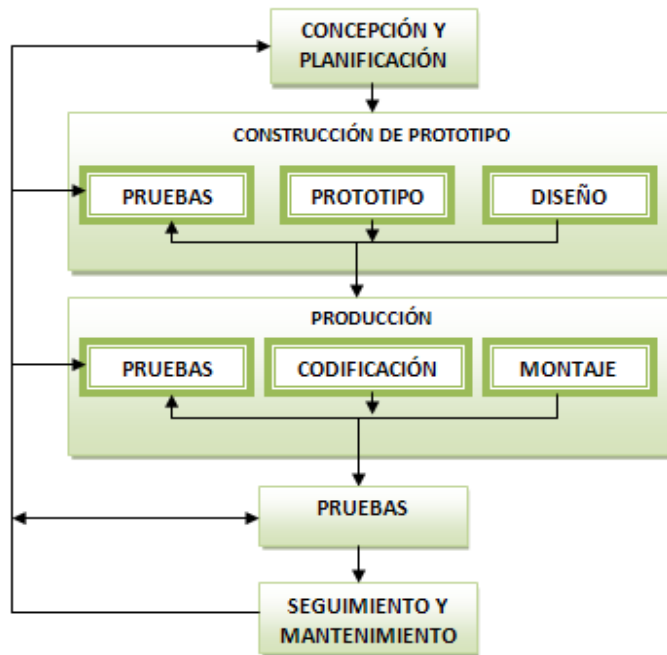 CONCEPCIÓN Y
PLANIFICACIÓN
CONSTRUCCIÓN DE PROTOTIPO
PRUEBAS
PROTOTIPO
DISEÑO
PRODUCCIÓN
PRUEBAS
CODIFICACIÓN
MONTAJE
PRUEBAS
SEGUIMIENTO Y
MANTENIMIENTO